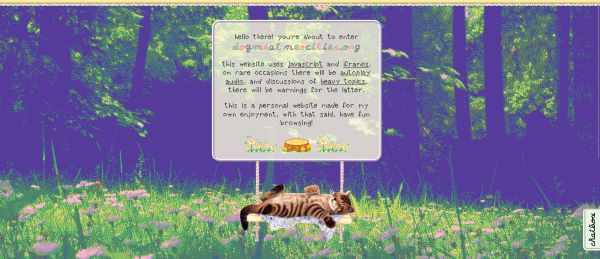 hello there! you're about to enter
dogmeat.neocities.org
this website uses javascript and iframes.
on rare occasions there will be autoplay
audio, and discussions of heavy topics.
there will be warnings for the latter.
this is a personal website made for my
own enjoyment, with that said, have fun
browsing!
chatbox